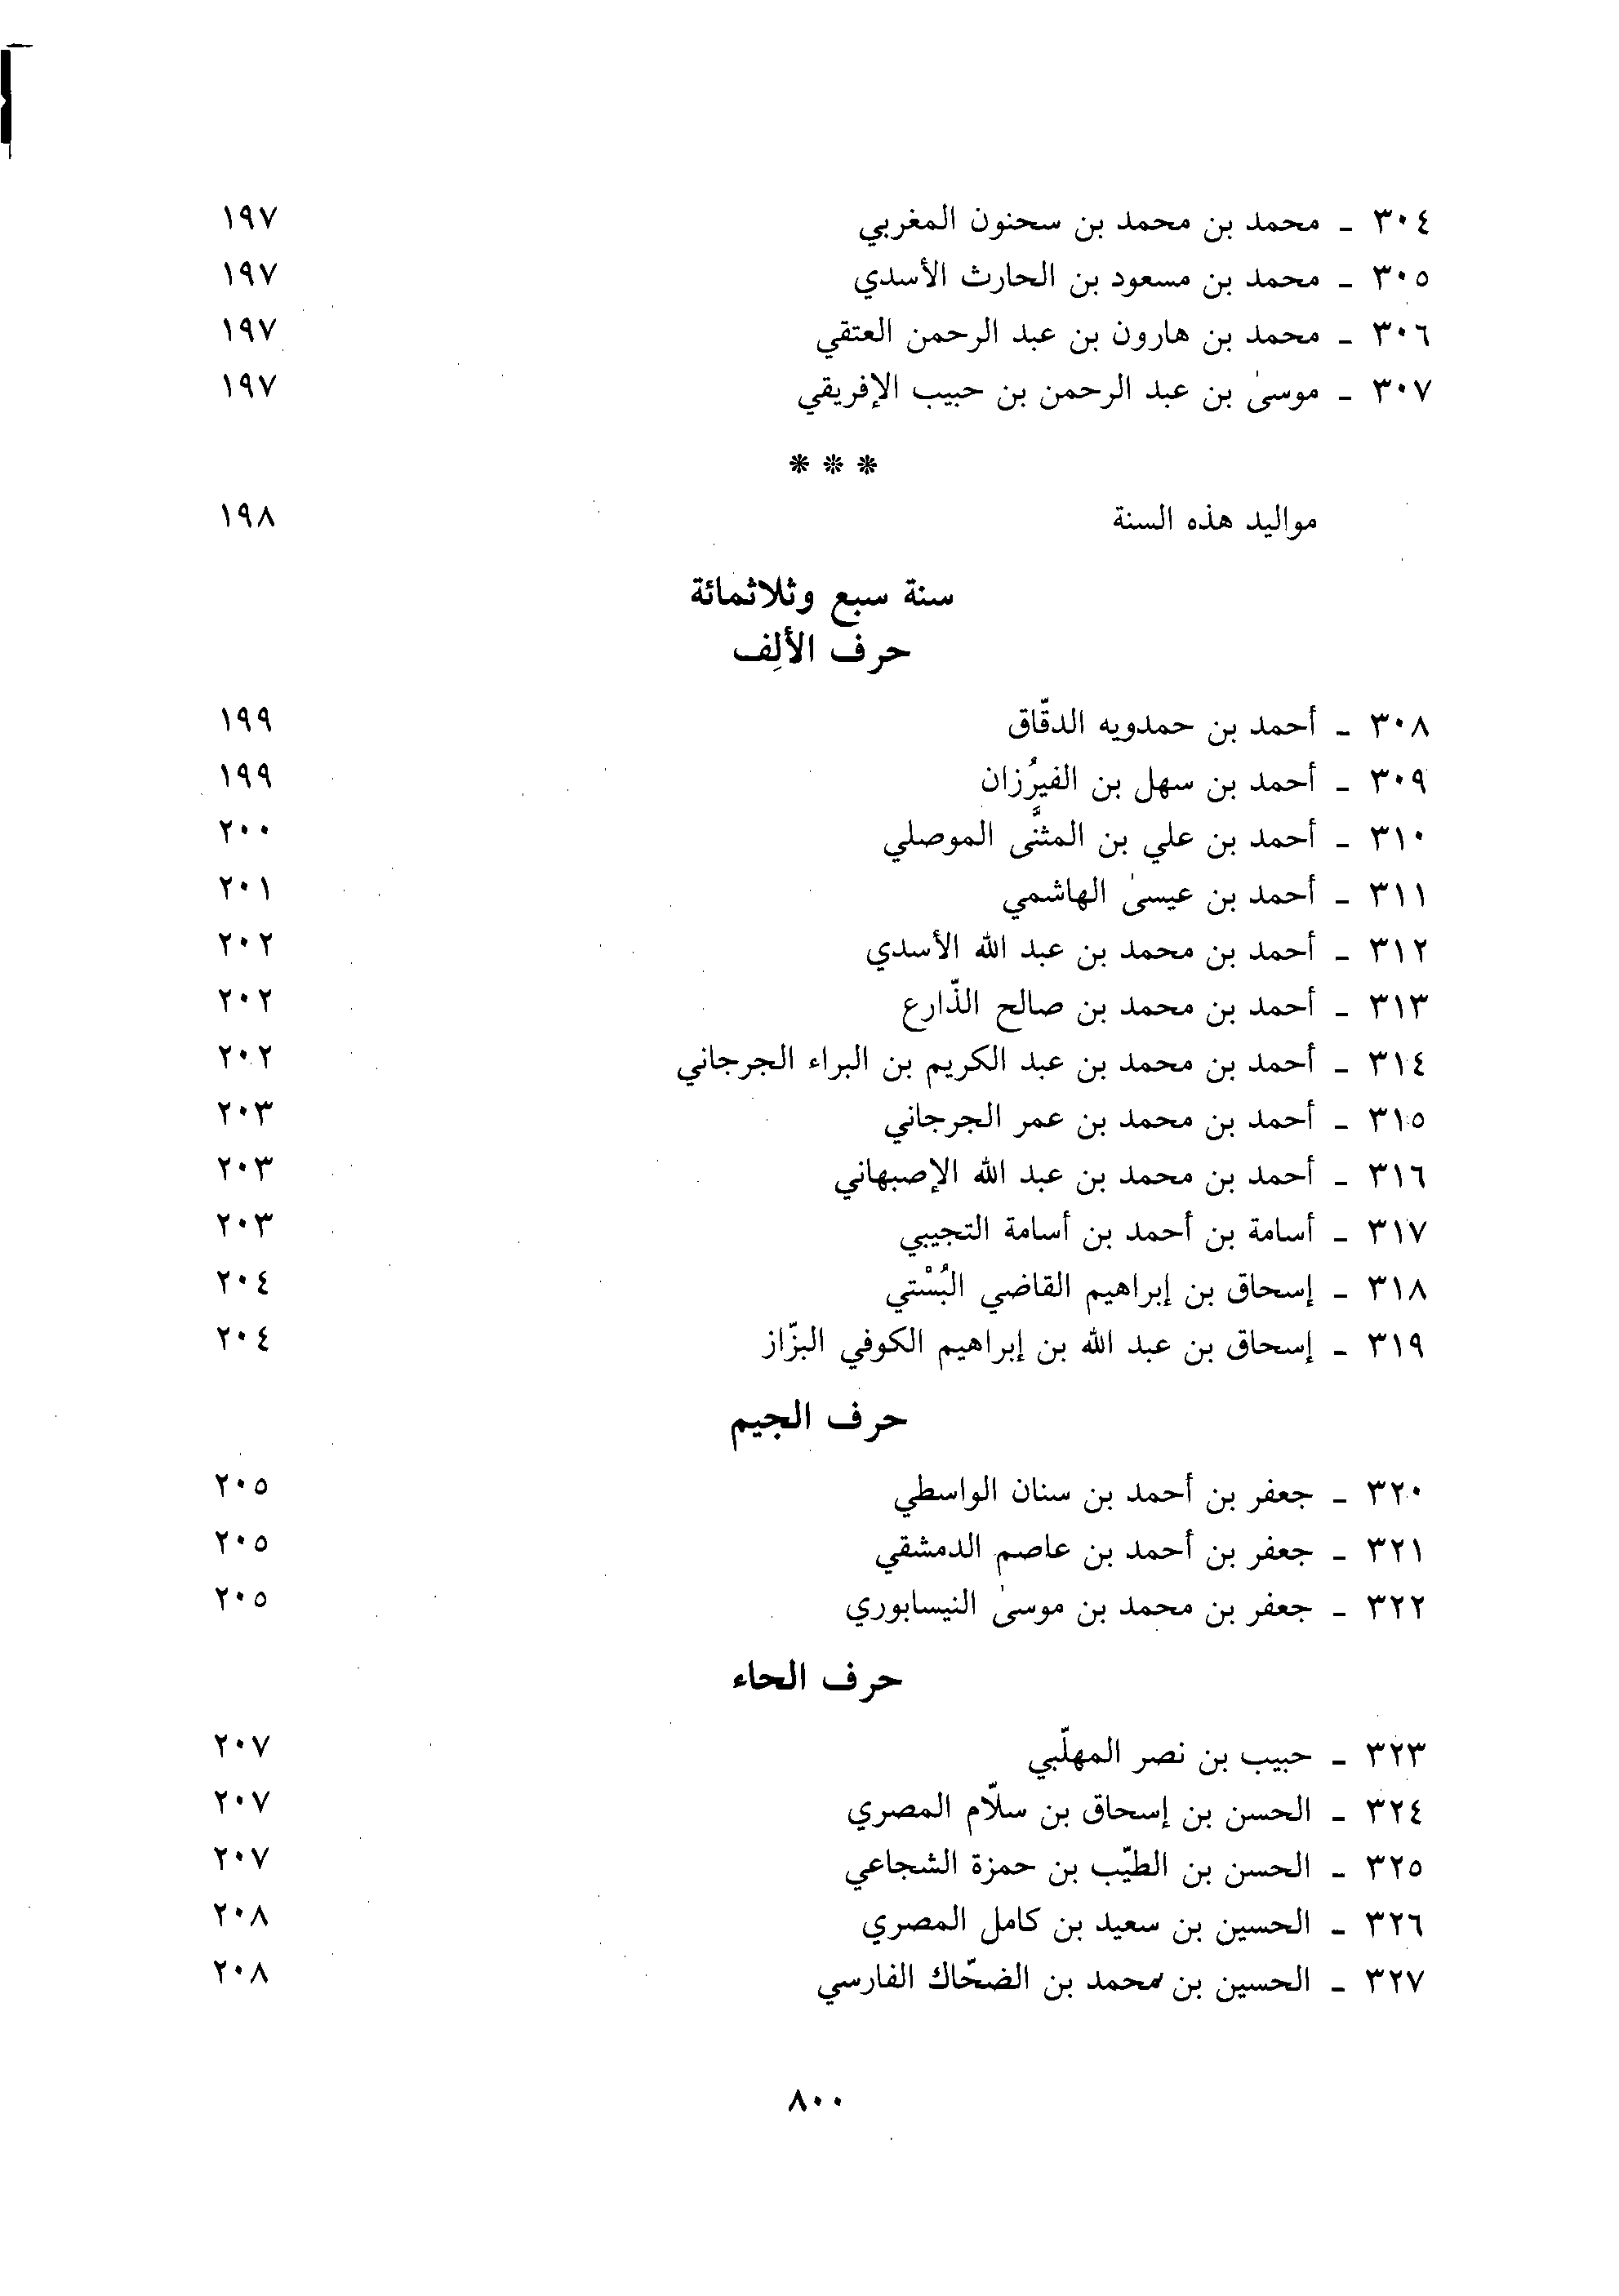 ٣٠٤ ـ محمد بن محمد بن سحنون المغربي ١٩٧
٣٠٥ ـ محمد بن مسعود بن الحارث الأسدي ١٩٧
٣٠٦ ـ محمد بن هارون بن عبد الرحمن العتقي ١٩٧
٣٠٧ ـ موسىٰ بن عبد الرحمن بن حبيب الإفريقي ١٩٧
* * *
مواليد هذه السنة ١٩٨
سنة سبع وثلاثمائة
حرف الألِف
٣٠٨ ـ أحمد بن حمدويه الدقّاق ١٩٩
٣٠٩ ـ أحمد بن سهل بن الفيرُزان ١٩٩
٣١٠ ـ أحمد بن علي بن المثنَّى الموصلي ٢٠٠
٣١١ ـ أحمد بن عيسىٰ الهاشمي ٢٠١
٣١٢ ـ أحمد بن محمد بن عبد الله الأسدي ٢٠٢
٣١٣ ـ أحمد بن محمد بن صالح الذّارع ٢٠٢
٣١٤ ـ أحمد بن محمد بن عبد الكريم بن البراء الجرجاني ٢٠٢
٣١٥ ـ أحمد بن محمد بن عمر الجرجاني ٢٠٣
٣١٦ ـ أحمد بن محمد بن عبد الله الإصبهاني ٢٠٣
٣١٧ ـ أسامة بن أحمد بن أسامة التجيبي ٢٠٣
٣١٨ ـ إسحاق بن إبراهيم القاضي البُسْتي ٢٠٤
٣١٩ ـ إسحاق بن عبد الله بن إبراهيم الكوفي البزّاز ٢٠٤
حرف الجيم
٣٢٠ ـ جعفر بن أحمد بن سنان الواسطي ٢٠٥
٣٢١ ـ جعفر بن أحمد بن عاصم الدمشقي ٢٠٥
٣٢٢ ـ جعفر بن محمد بن موسىٰ النيسابوري ٢٠٥
حرف الحاء
٣٢٣ ـ حبيب بن نصر المهلّبي ٢٠٧
٣٢٤ ـ الحسن بن إسحاق بن سلّام المصري ٢٠٧
٣٢٥ ـ الحسن بن الطيّب بن حمزة الشجاعي ٢٠٧
٣٢٦ ـ الحسين بن سعيد بن كامل المصري ٢٠٨
٣٢٧ ـ الحسين بن محمد بن الضحّاك الفارسي ٢٠٨
٨٠٠